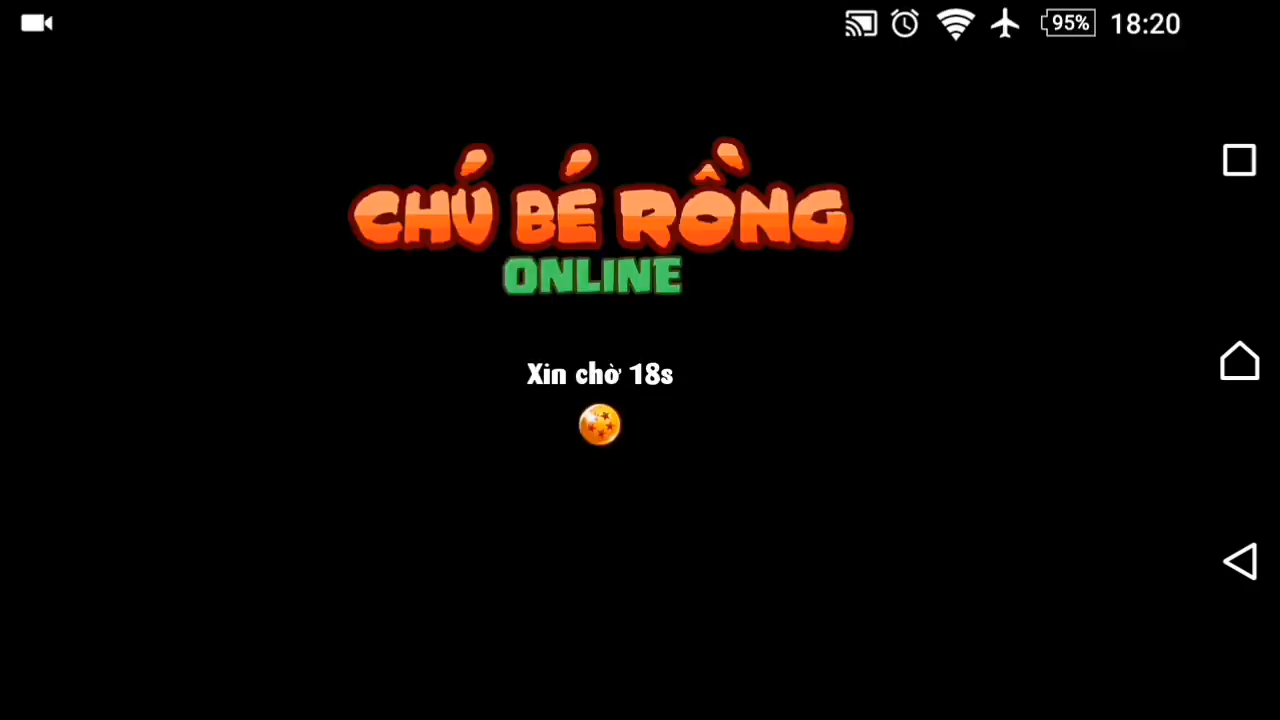 95% 18:20
CHÚ BÉ RỒNG
ONLINE
Xin chờ 18s